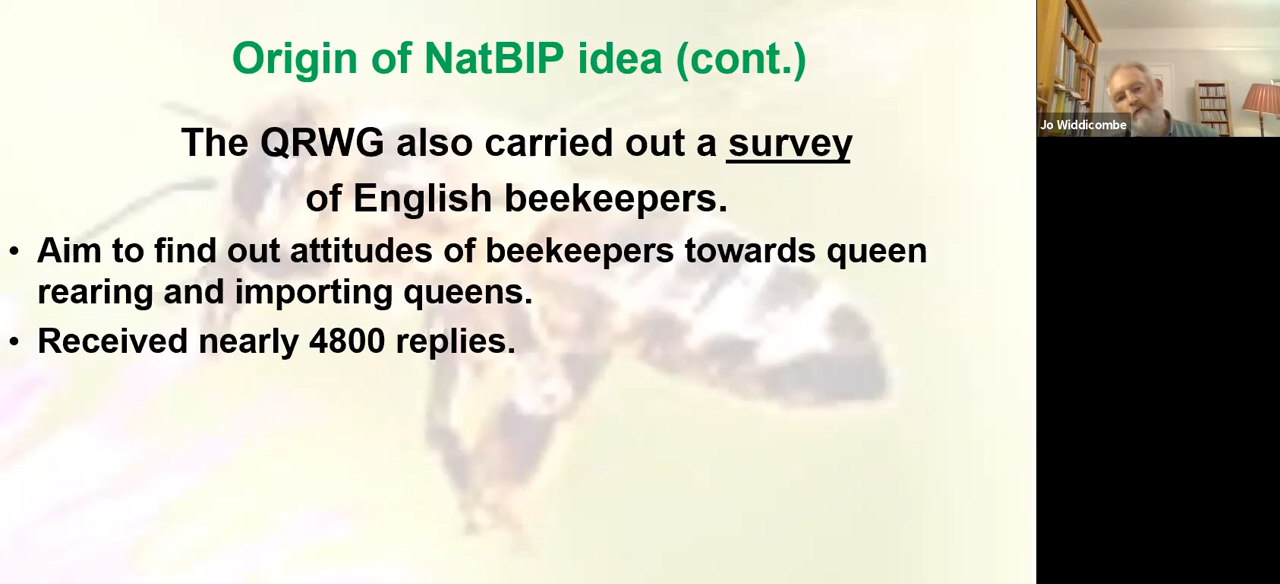 Origin of NatBIP idea (cont.)
The QRWG also carried out a survey
of English beekeepers.
• Aim to find out attitudes of beekeepers towards queen
rearing and importing queens.
• Received nearly 4800 replies.
Jo Widdicombe